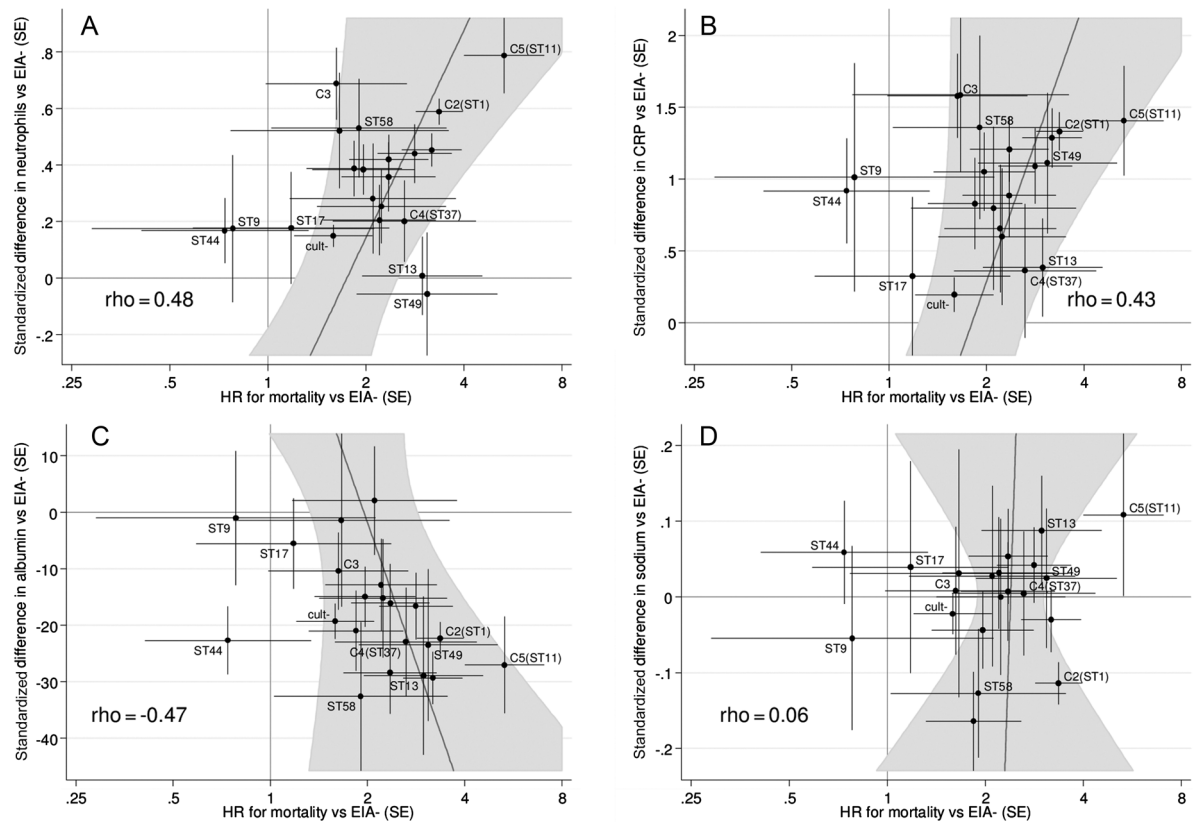 A
Standardized difference in neutrophils vs EIA- (SE)
.8
.6
.4
.2
0
-.2
C5(ST11)
C3
C2(ST1)
ST58
ST9
ST17
C4(ST37)
ST44
cult-
ST13
ST49
rho = 0.48
.25 .5 1 2 4 8
HR for mortality vs EIA- (SE)
B
Standardized difference in CRP vs EIA- (SE)
2
1.5
1
.5
0
C3
ST58
C5(ST11)
C2(ST1)
ST49
ST9
ST44
ST13
ST17
C4(ST37)
cult-
rho = 0.43
.25 .5 1 2 4 8
HR for mortality vs EIA- (SE)
C
Standardized difference in albumin vs EIA- (SE)
10
0
-10
-20
-30
-40
ST9
ST17
C3
cult-
ST44
C2(ST1)
C4(ST37)
ST49
C5(ST11)
ST13
ST58
rho = -0.47
.25 .5 1 2 4 8
HR for mortality vs EIA- (SE)
D
Standardized difference in sodium vs EIA- (SE)
.2
.1
0
-.1
-.2
C5(ST11)
ST13
ST44
ST17
ST49
C3
C4(ST37)
cult-
ST9
C2(ST1)
ST58
rho = 0.06
.25 .5 1 2 4 8
HR for mortality vs EIA- (SE)